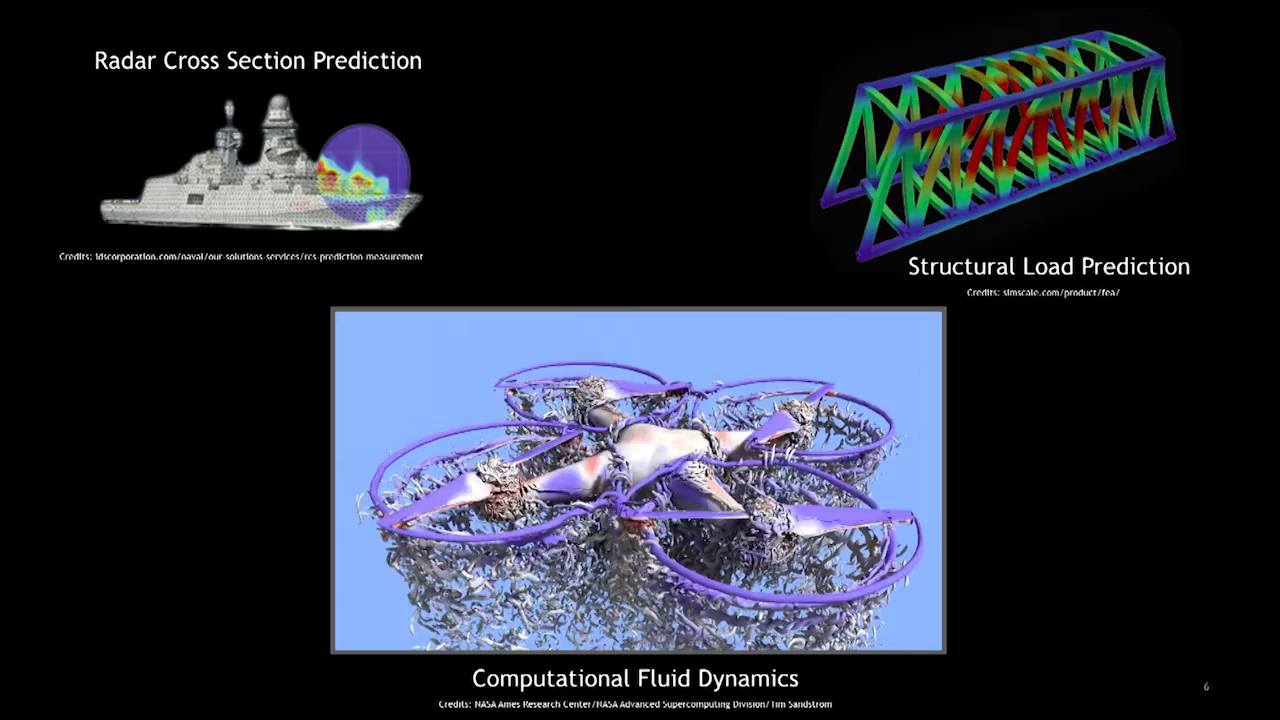 Radar Cross Section Prediction
Credits: idscorporation.com/naval/our-solutions-services/rcs-prediction-measurement
Structural Load Prediction
Credits: simscale.com/product/fea/
Computational Fluid Dynamics
Credits: NASA Ames Research Center/NASA Advanced Supercomputing Division/Tim Sandstrom
6